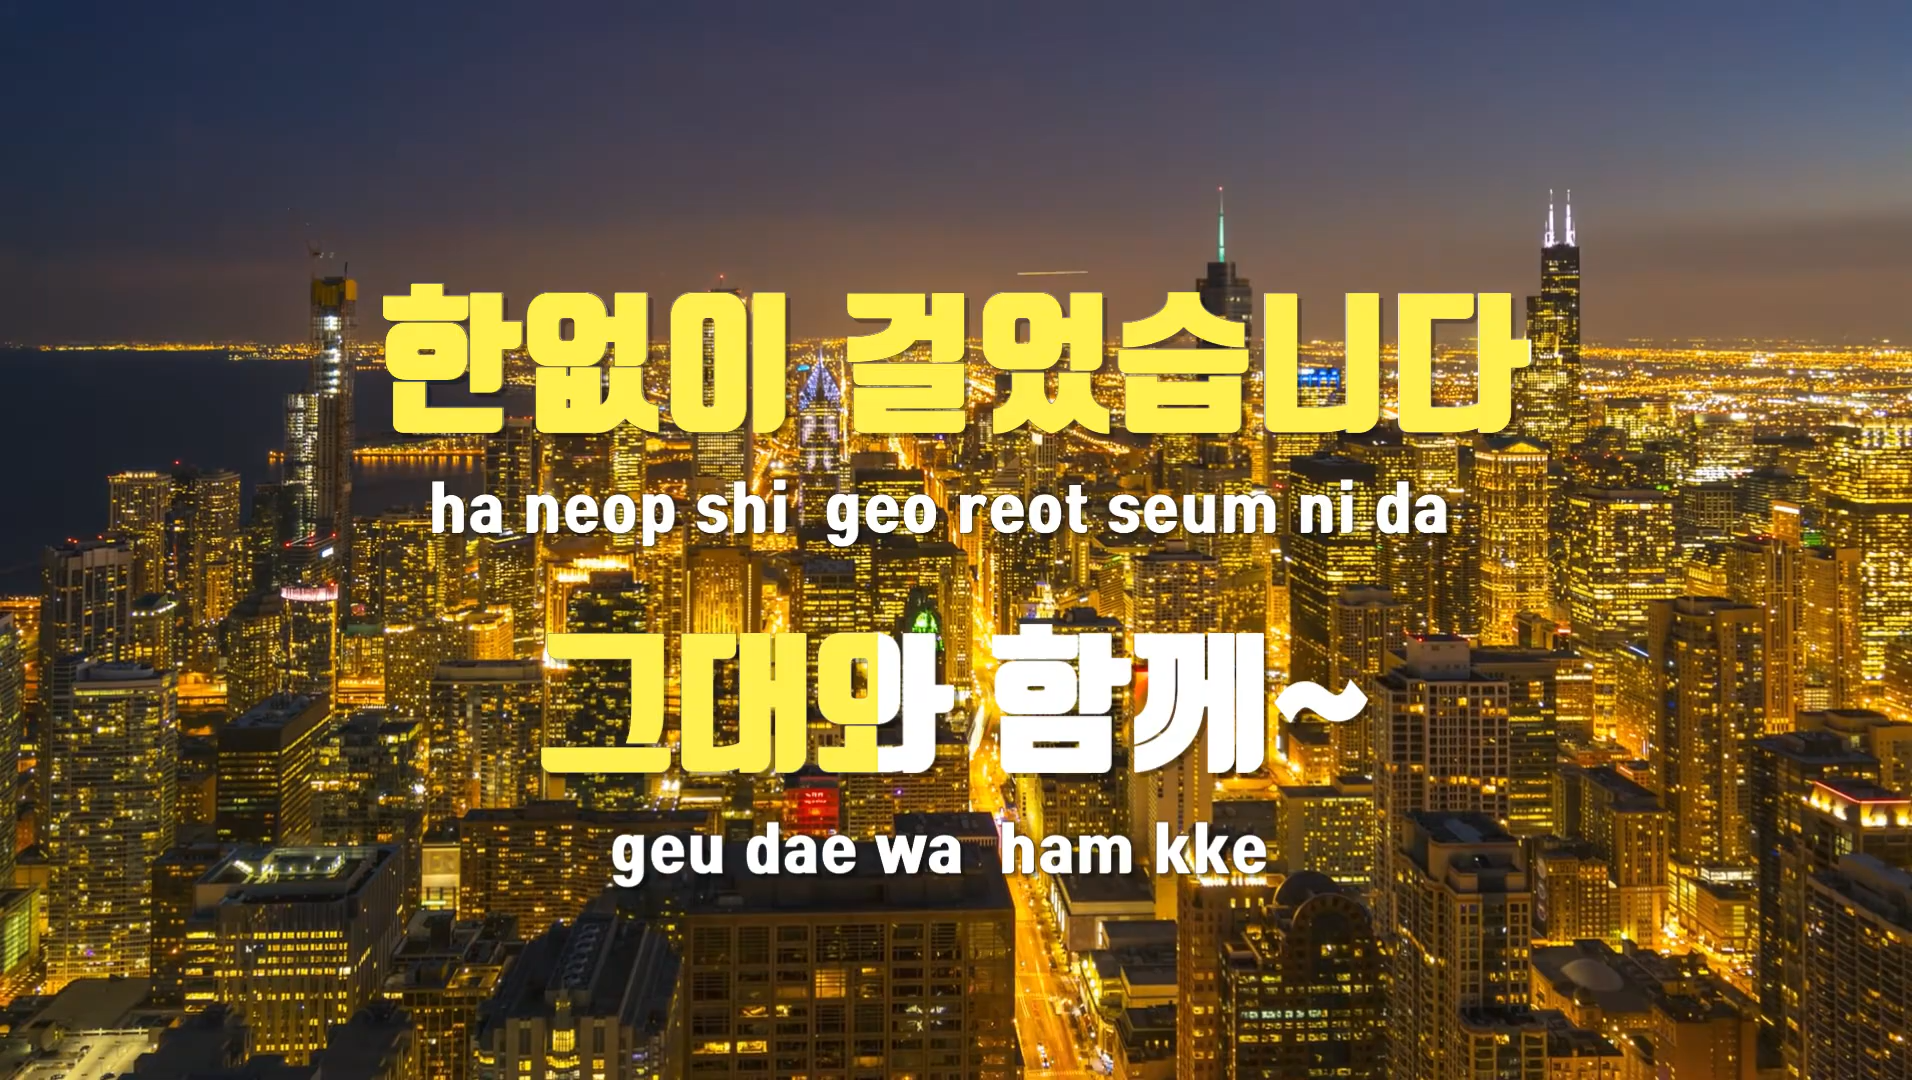 한없이 걸었습니다
ha neop shi geo reot seum ni da
그대와 함께~
geu dae wa ham kke